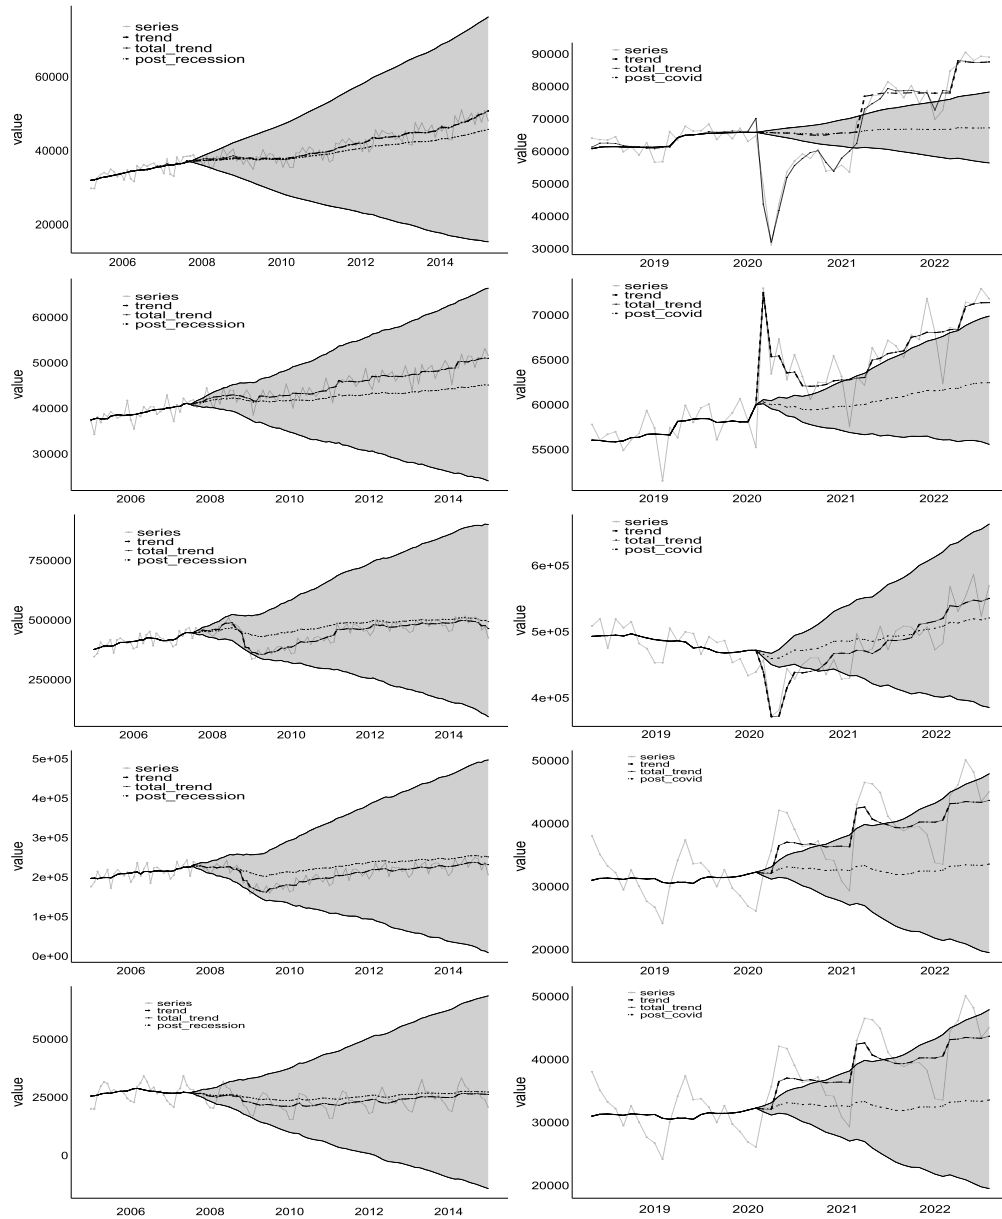 series
trend
total_trend
post_recession
value
60000
40000
20000
2006 2008 2010 2012 2014
series
trend
total_trend
post_covid
value
90000
80000
70000
60000
50000
40000
30000
2019 2020 2021 2022
series
trend
total_trend
post_recession
value
60000
50000
40000
30000
2006 2008 2010 2012 2014
series
trend
total_trend
post_covid
value
70000
65000
60000
55000
2019 2020 2021 2022
series
trend
total_trend
post_recession
value
750000
500000
250000
2006 2008 2010 2012 2014
series
trend
total_trend
post_covid
value
6e+05
5e+05
4e+05
2019 2020 2021 2022
series
trend
total_trend
post_recession
value
5e+05
4e+05
3e+05
2e+05
1e+05
0e+00
2006 2008 2010 2012 2014
series
trend
total_trend
post_covid
value
50000
40000
30000
20000
2019 2020 2021 2022
series
trend
total_trend
post_recession
value
50000
25000
0
2006 2008 2010 2012 2014
series
trend
total_trend
post_covid
value
50000
40000
30000
20000
2019 2020 2021 2022